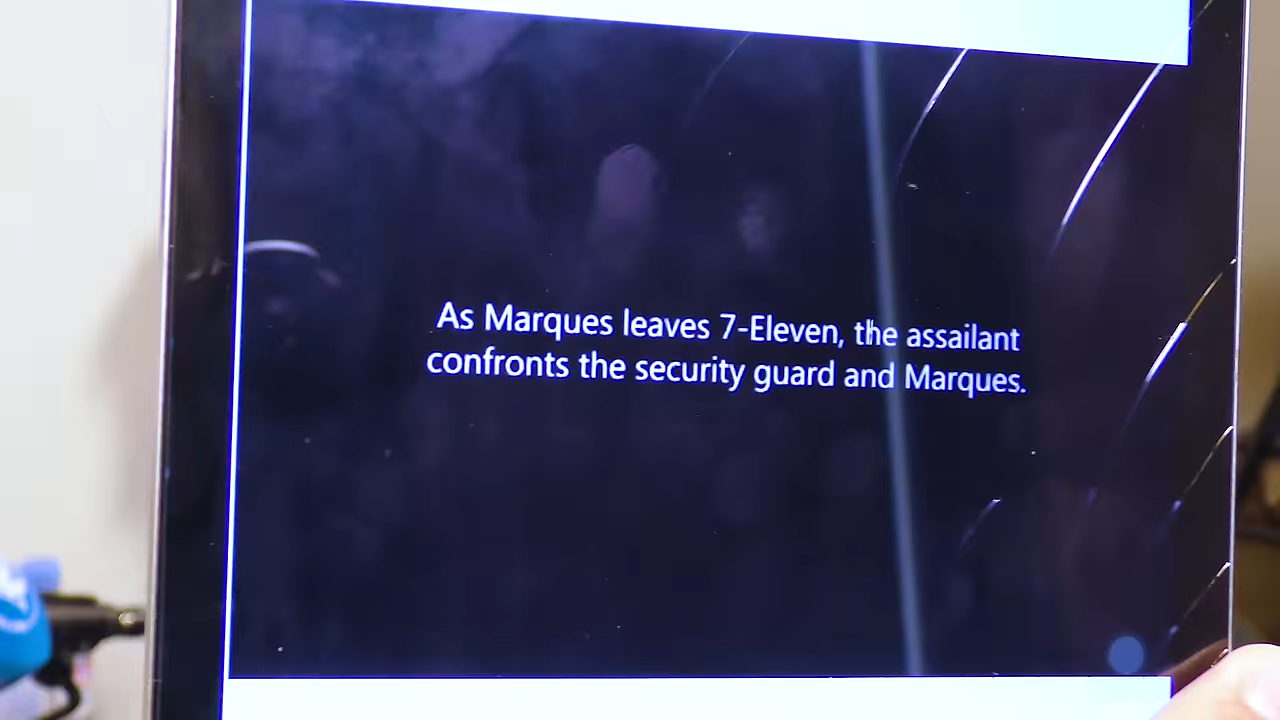 As Marques leaves 7-Eleven, the assailant
confronts the security guard and Marques.